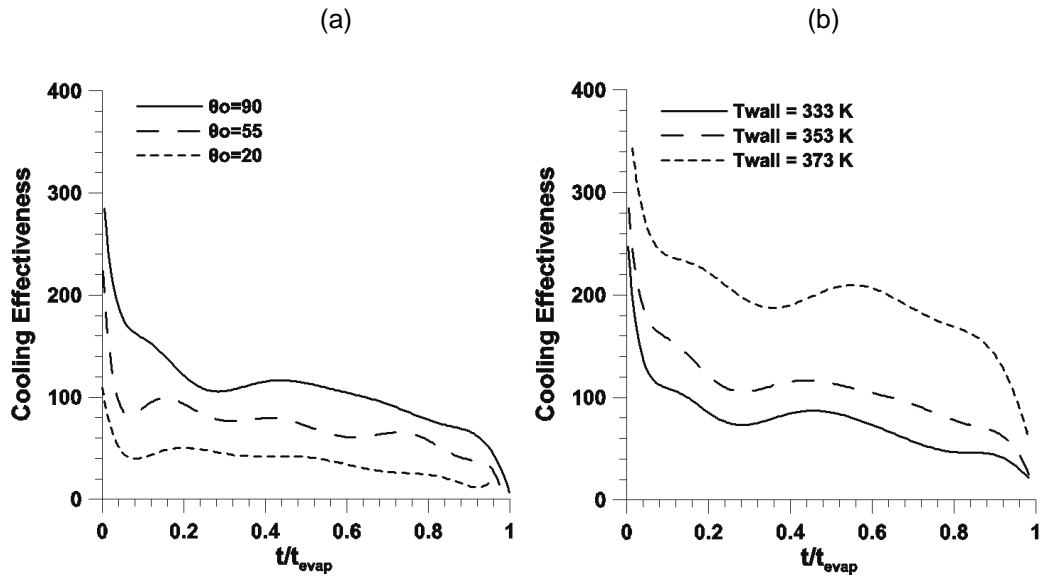 (a)
400
300
200
100
0
Cooling Effectiveness
θo=90
θo=55
θo=20
0
0.2
0.4
0.6
0.8
1
t/tevap
(b)
400
300
200
100
0
Cooling Effectiveness
Twall = 333 K
Twall = 353 K
Twall = 373 K
0
0.2
0.4
0.6
0.8
1
t/tevap